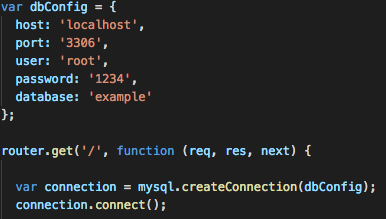 var dbConfig = {
  host: 'localhost',
  port: '3306',
  user: 'root',
  password: '1234',
  database: 'example'
};

router.get('/', function (req, res, next) {

  var connection = mysql.createConnection(dbConfig);
  connection.connect();